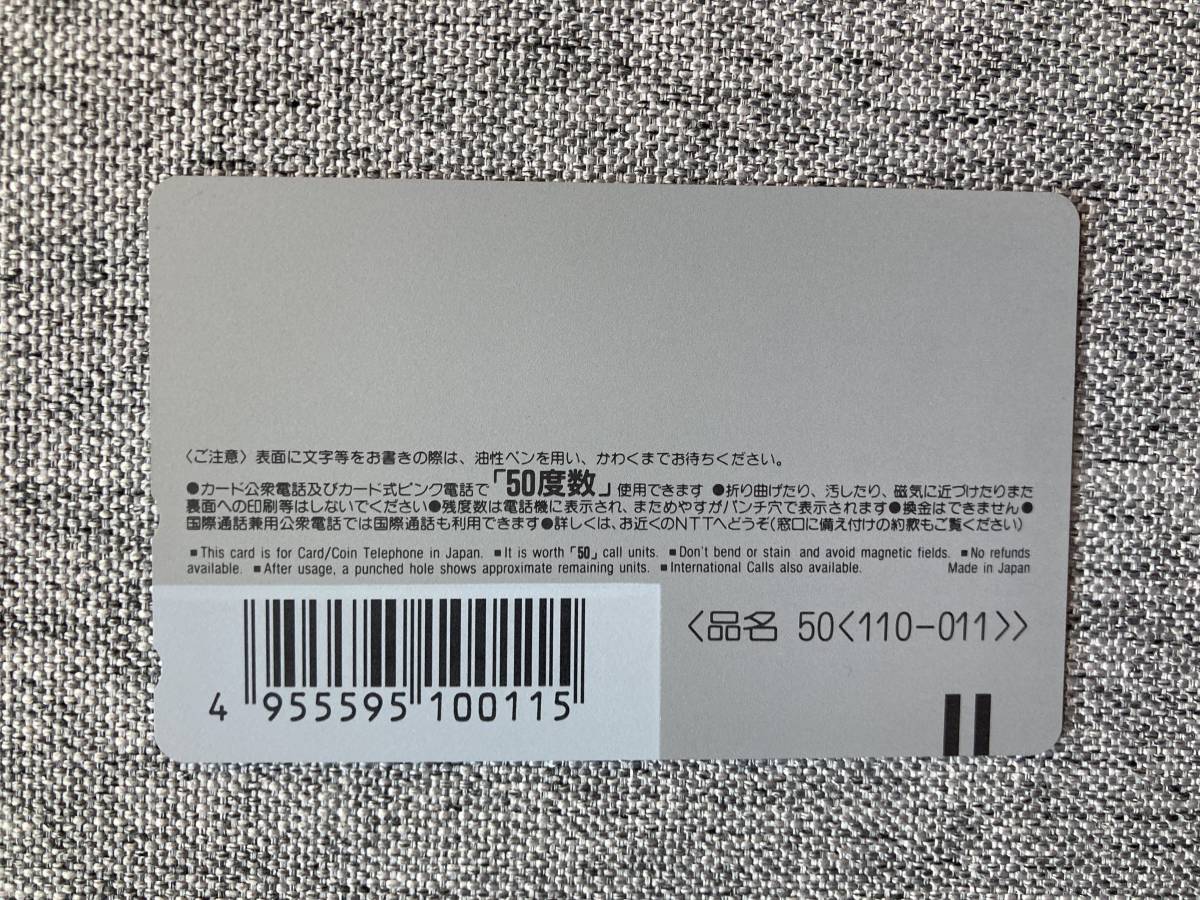 〈ご注意〉表面に文字等をお書きの際は、油性ペンを用い、かわくまでお待ちください。
●カード公衆電話及びカード式ピンク電話で「50度数」使用できます ●折り曲げたり、汚したり、磁気に近づけたりまた
裏面への印刷等はしないでください●残度数は電話機に表示され、まためやすがパンチ穴で表示されます●換金はできません●
国際通話兼用公衆電話では国際通話も利用できます●詳しくは、お近くのNTTへどうぞ(窓口に備え付けの約款もご覧ください)
■This card is for Card/Coin Telephone in Japan. ■It is worth「50」call units. ■Don't bend or stain and avoid magnetic fields. ■No refunds
available. ■After usage, a punched hole shows approximate remaining units. ■International Calls also available. Made in Japan
〈品名 50〈110-011〉〉
4 955595 100115